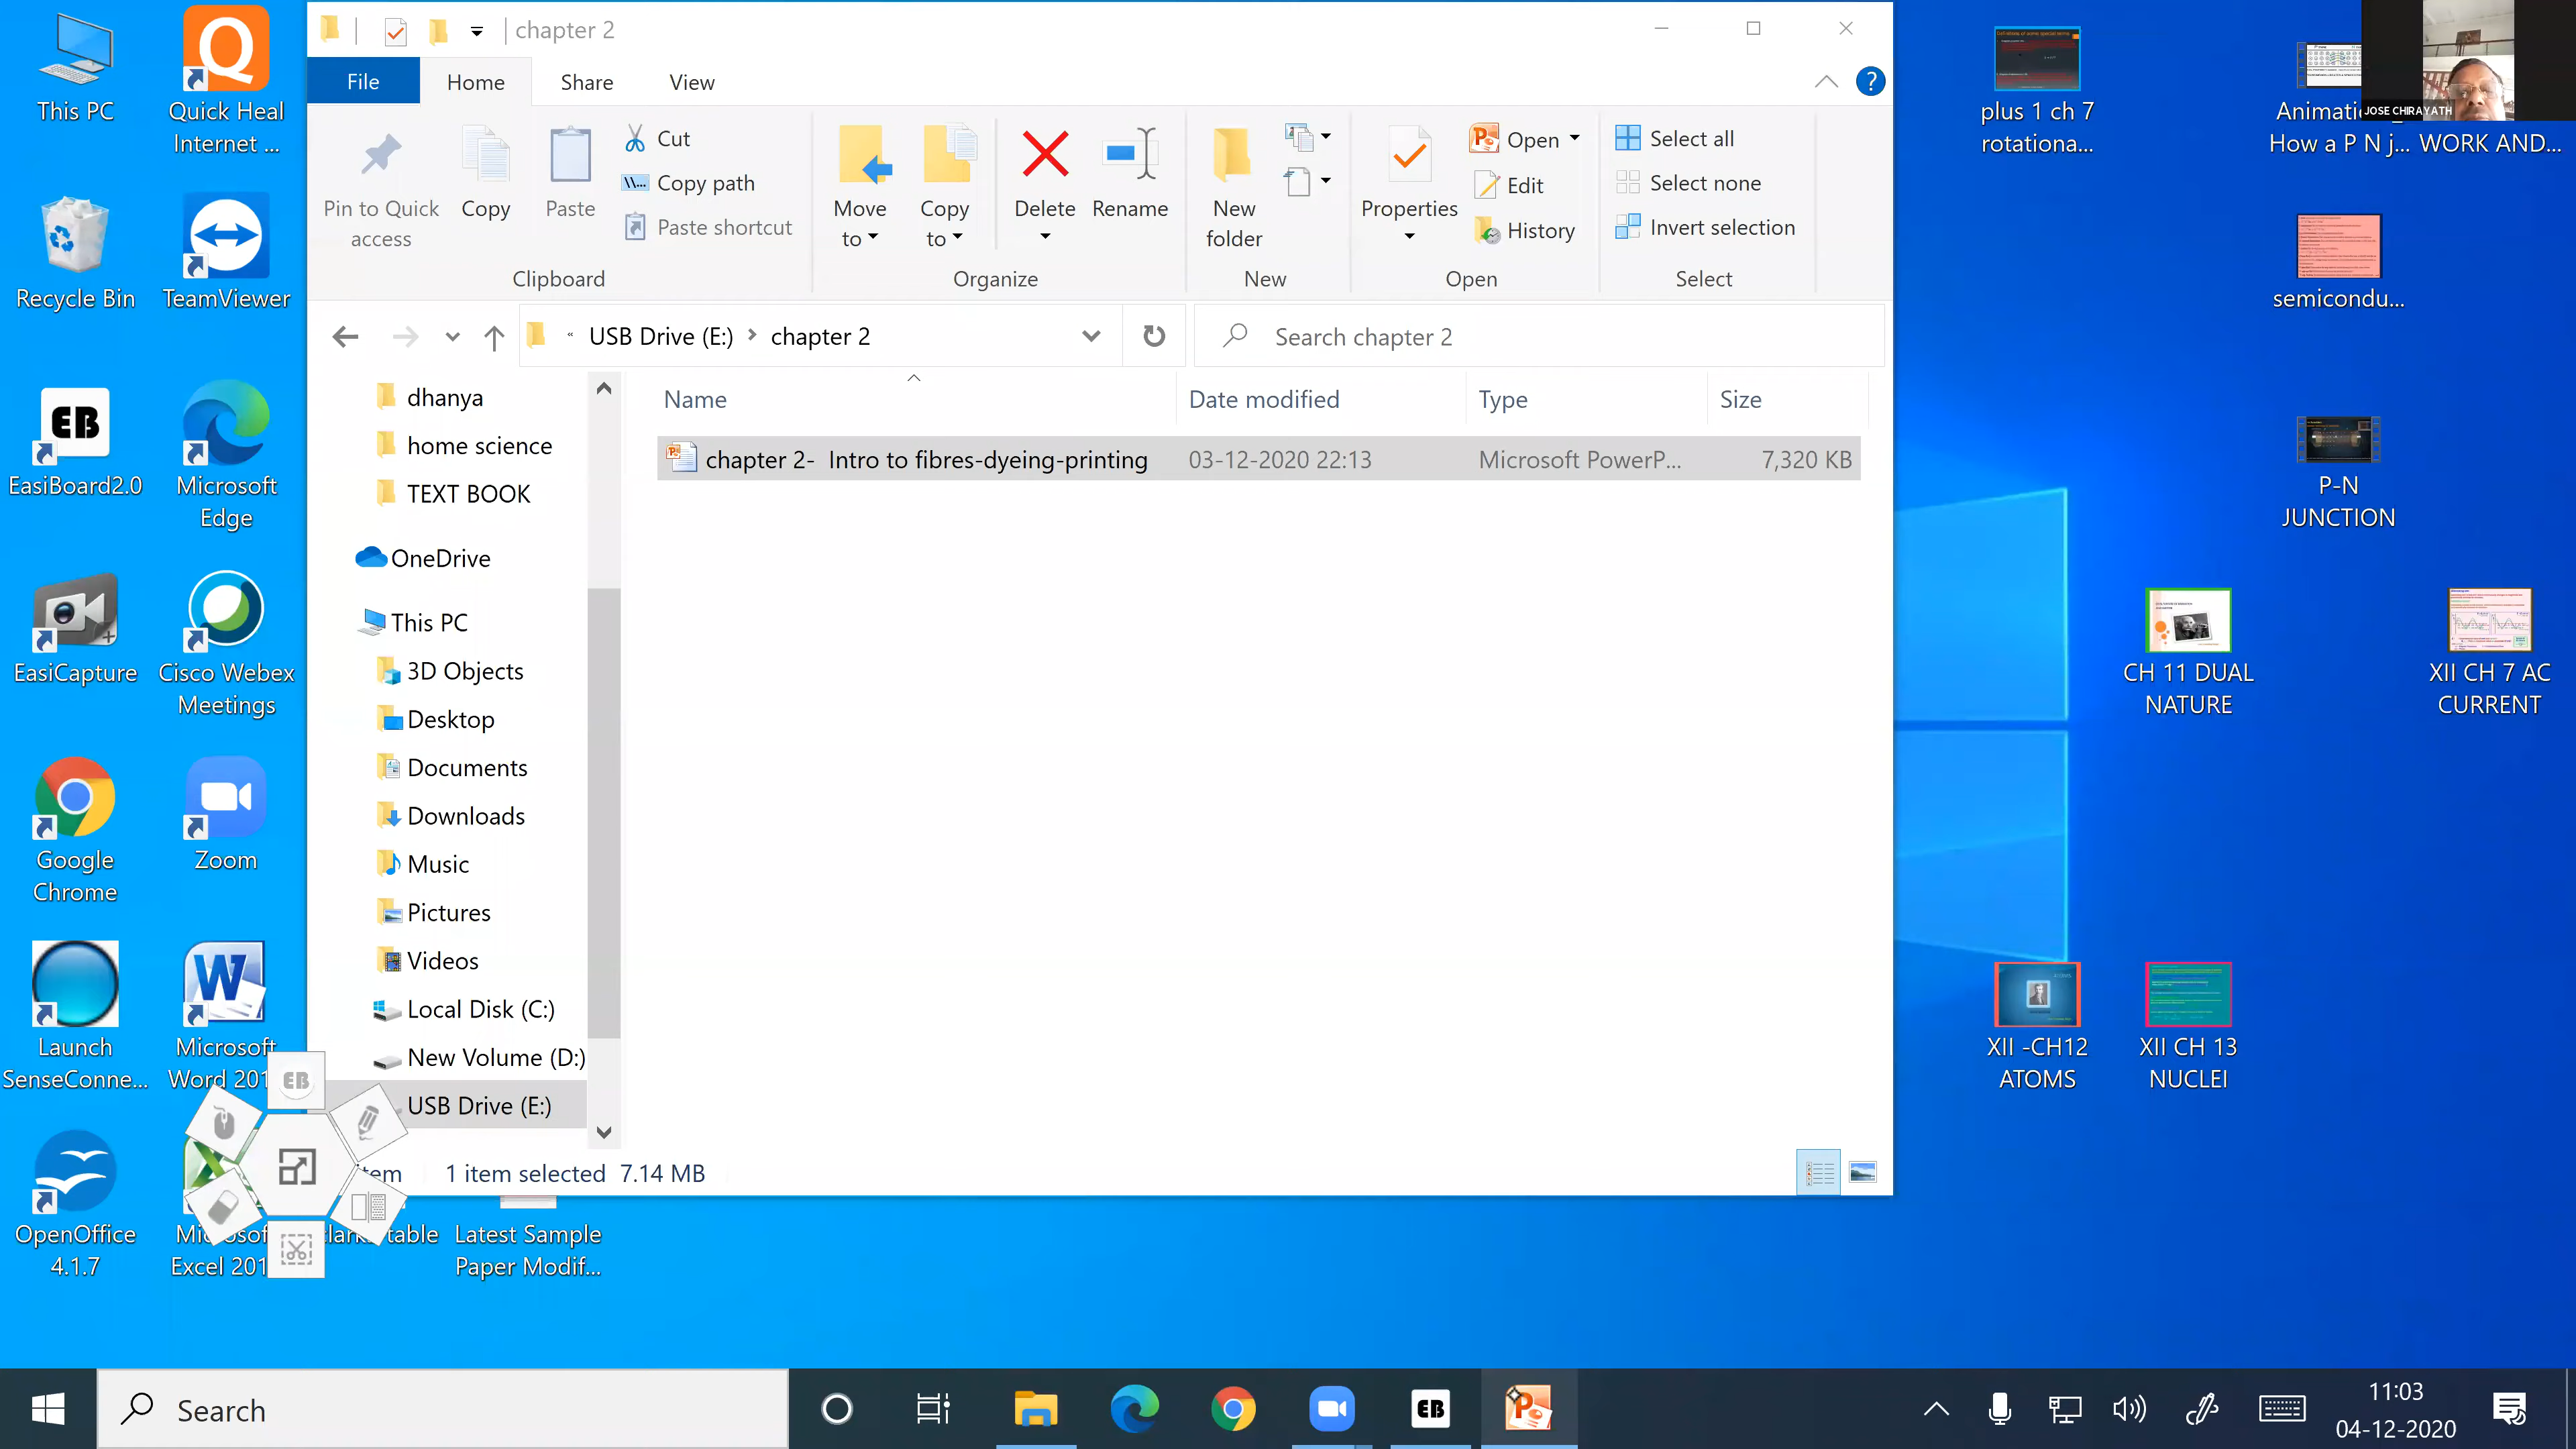 chapter 2
File
Home
Share
View
Pin to Quick
access
Copy
Paste
Cut
Copy path
Paste shortcut
Move
to
Copy
to
Delete
Rename
New
folder
Properties
Open
Edit
History
Select all
Select none
Invert selection
Clipboard
Organize
New
Open
Select
USB Drive (E:)
chapter 2
Search chapter 2
Name
Date modified
Type
Size
chapter 2- Intro to fibres-dyeing-printing
03-12-2020 22:13
Microsoft PowerP...
7,320 KB
dhanya
home science
TEXT BOOK
OneDrive
This PC
3D Objects
Desktop
Documents
Downloads
Music
Pictures
Videos
Local Disk (C:)
New Volume (D:)
USB Drive (E:)
1 item selected 7.14 MB
This PC
Quick Heal
Internet ...
Recycle Bin
TeamViewer
EB
EasiBoard2.0
Microsoft
Edge
EasiCapture
Cisco Webex
Meetings
Google
Chrome
Zoom
Launch
SenseConne...
Microsoft
Word 201
EB
OpenOffice
4.1.7
Excel 201
table
Latest Sample
Paper Modif...
plus 1 ch 7
rotationa...
How a P N j...
WORK AND...
JOSE CHIRAYATH
semicondu...
P-N
JUNCTION
CH 11 DUAL
NATURE
XII CH 7 AC
CURRENT
XII -CH12
ATOMS
XII CH 13
NUCLEI
Search
EB
11:03
04-12-2020